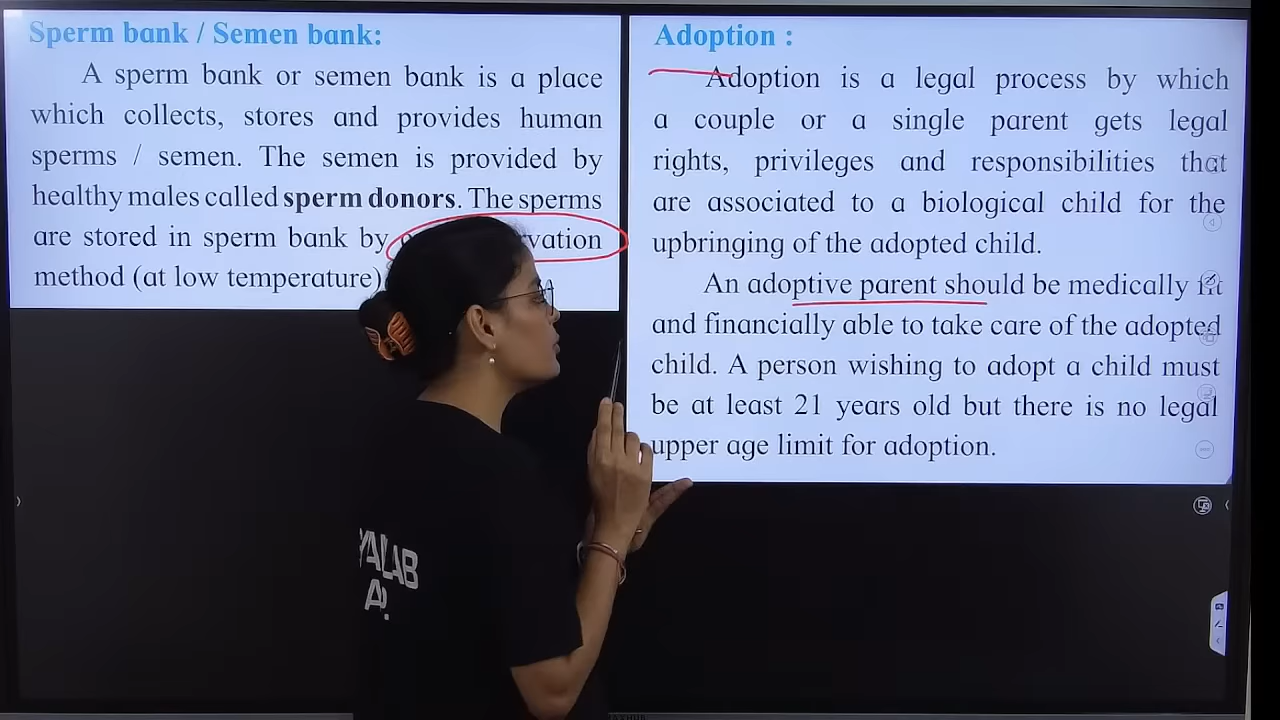 Sperm bank / Semen bank:
A sperm bank or semen bank is a place
which collects, stores and provides human
sperms / semen. The semen is provided by
healthy males called sperm donors. The sperms
are stored in sperm bank by
method (at low temperature)
Adoption :
Adoption is a legal process by which
a couple or a single parent gets legal
rights, privileges and responsibilities that
are associated to a biological child for the
upbringing of the adopted child.
An adoptive parent should be medically fit
and financially able to take care of the adopted
child. A person wishing to adopt a child must
be at least 21 years old but there is no legal
upper age limit for adoption.